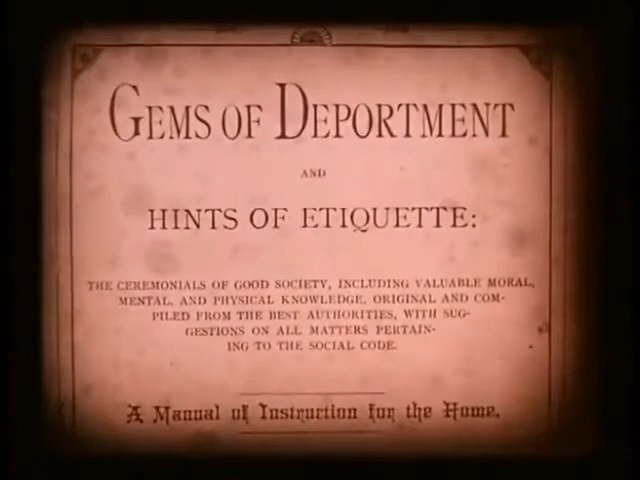 GEMS OF DEPORTMENT
AND
HINTS OF ETIQUETTE:
THE CEREMONIALS OF GOOD SOCIETY, INCLUDING VALUABLE MORAL,
MENTAL, AND PHYSICAL KNOWLEDGE, ORIGINAL AND COM-
PILED FROM THE BEST AUTHORITIES, WITH SUG-
GESTIONS ON ALL MATTERS PERTAIN-
ING TO THE SOCIAL CODE.
A Manual of Instruction for the Home.